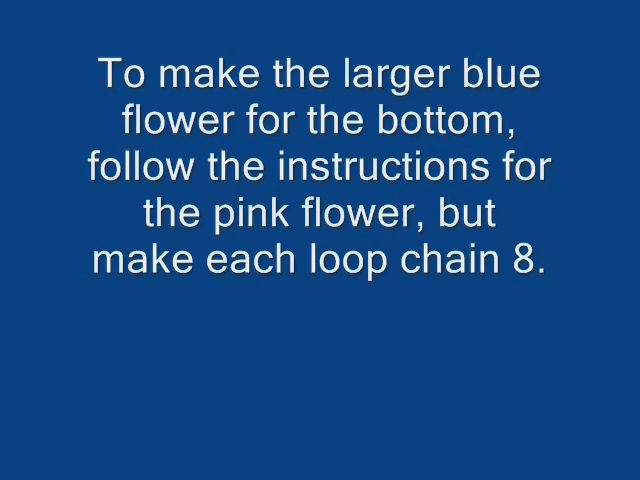 To make the larger blue
flower for the bottom,
follow the instructions for
the pink flower, but
make each loop chain 8.